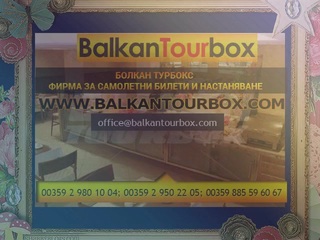 BalkanTourbox
БОЛКАН ТУРБОКС
ФИРМА ЗА САМОЛЕТНИ БИЛЕТИ И НАСТАНЯВАНЕ
WWW.BALKANTOURBOX.COM
office@balkantourbox.com
00359 2 980 10 04; 00359 2 950 22 05; 00359 885 59 60 67